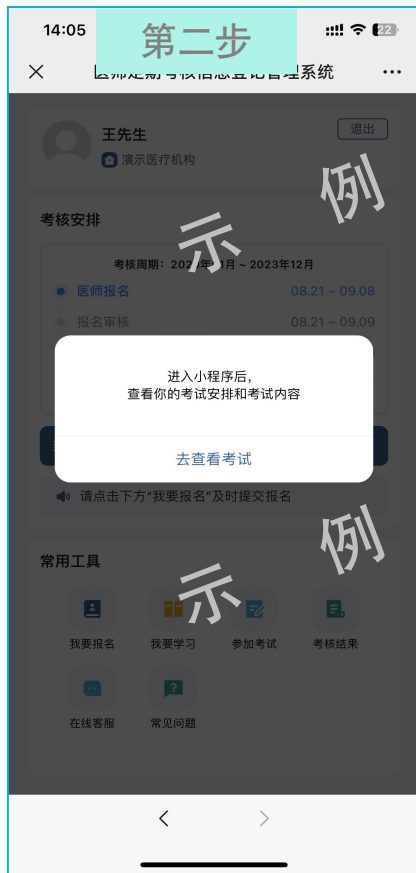 14:05
22
第二步
医师定期考核信息登记管理系统
王先生
退出
演示医疗机构
示例
考核安排
考核周期：2023年01月 ~ 2023年12月
医师报名 08.21 ~ 09.08
报名审核 08.21 ~ 09.09
进入小程序后，
查看你的考试安排和考试内容
去查看考试
请点击下方“我要报名”及时提交报名
示例
常用工具
我要报名 我要学习 参加考试 考核结果
在线客服 常见问题